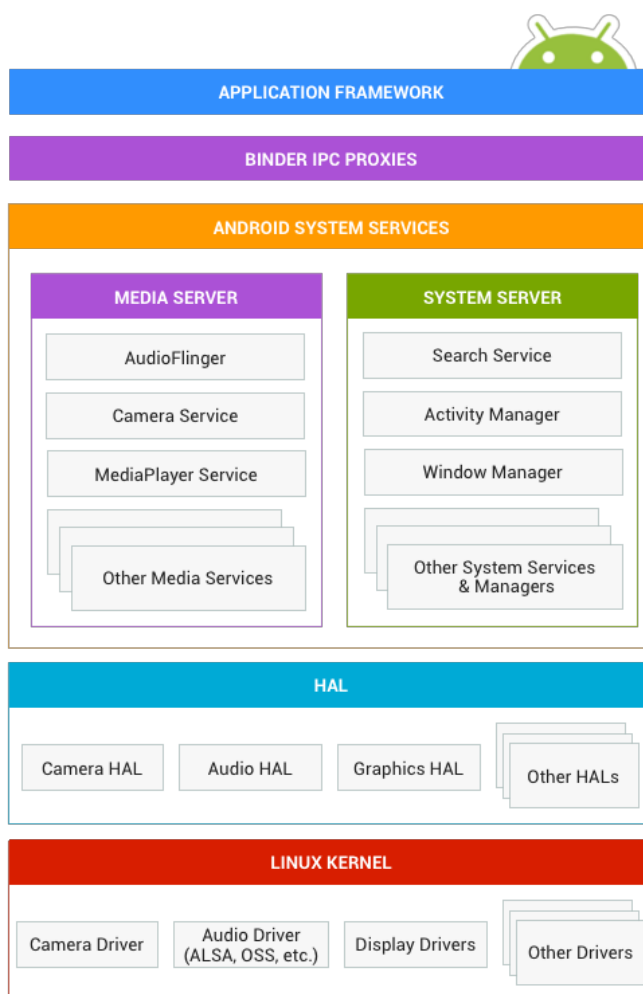 APPLICATION FRAMEWORK
BINDER IPC PROXIES
ANDROID SYSTEM SERVICES
MEDIA SERVER
AudioFlinger
Camera Service
MediaPlayer Service
Other Media Services
SYSTEM SERVER
Search Service
Activity Manager
Window Manager
Other System Services
& Managers
HAL
Camera HAL
Audio HAL
Graphics HAL
Other HALs
LINUX KERNEL
Camera Driver
Audio Driver
(ALSA, OSS, etc.)
Display Drivers
Other Drivers